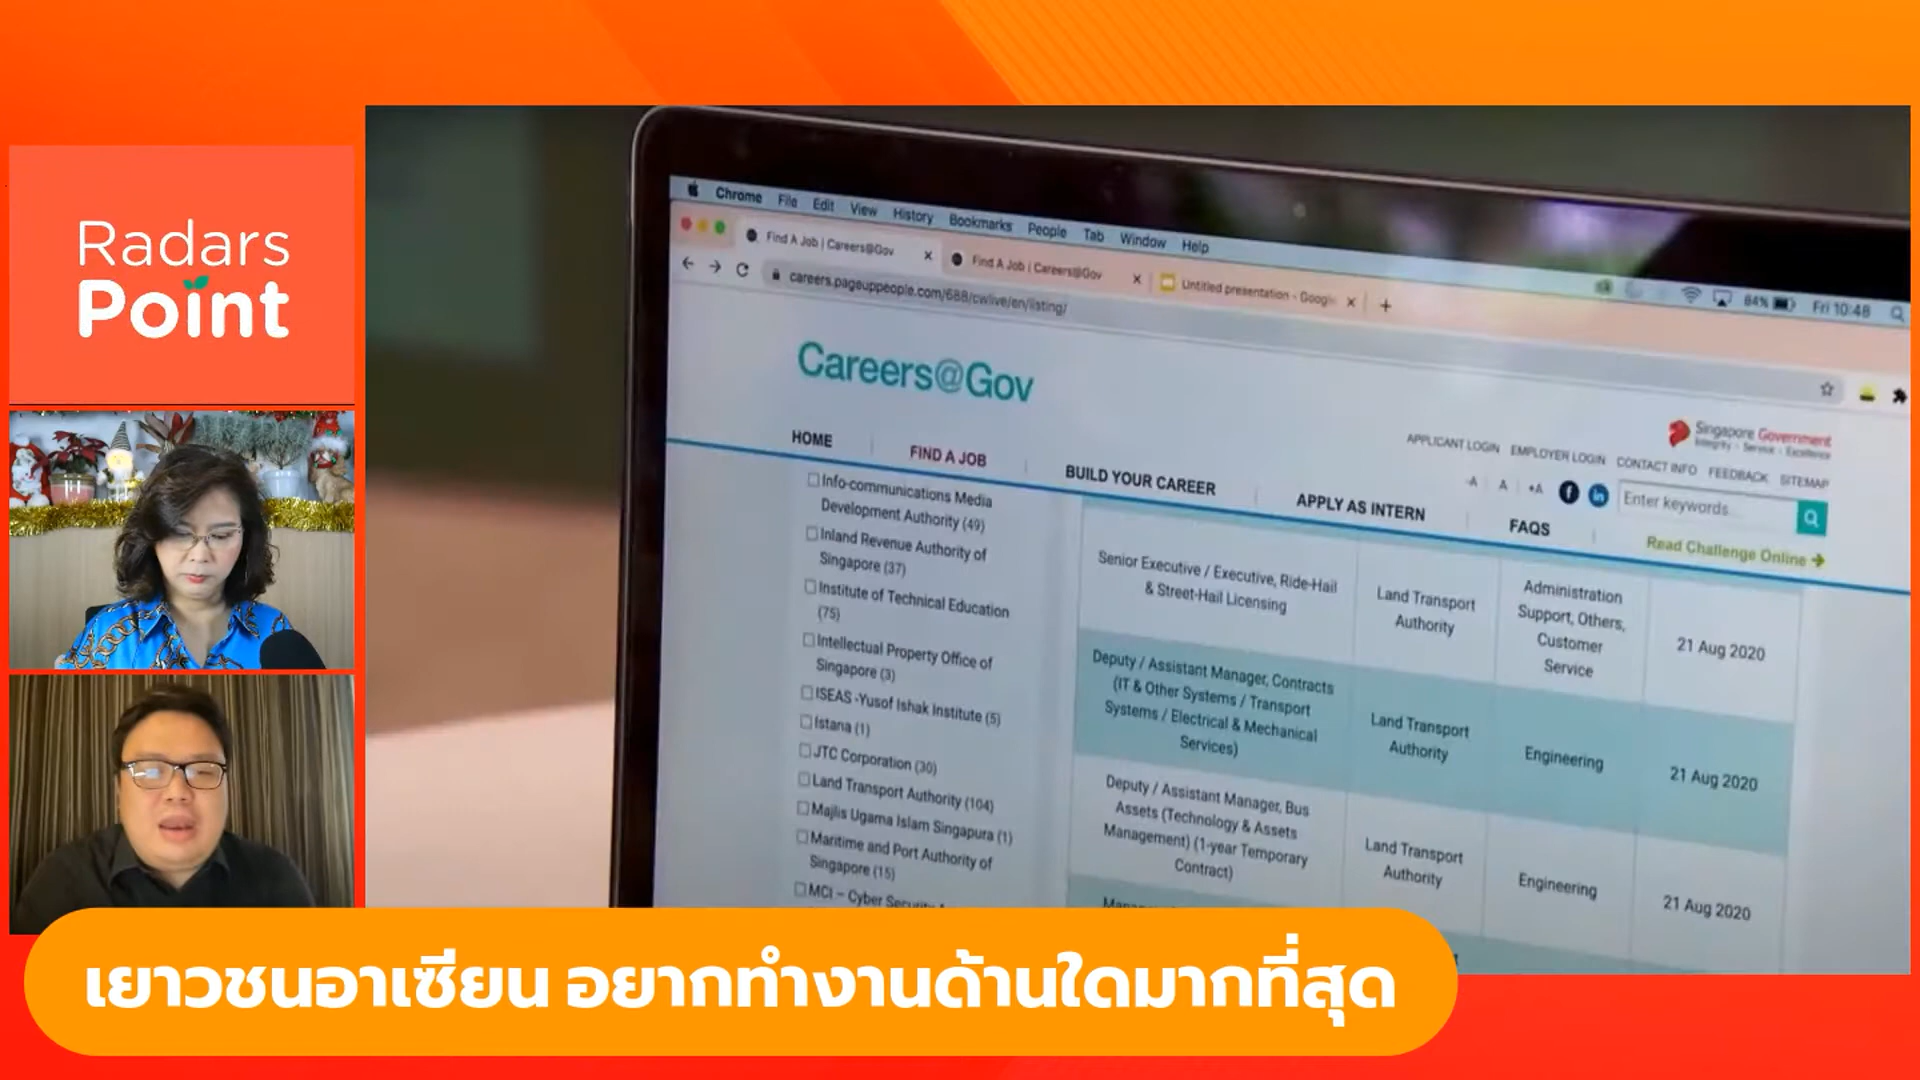 Radars
Point
Chrome File Edit View History Bookmarks People Tab Window Help
84% Fri 10:48
Find A Job | Careers@Gov
Find A Job | Careers@Gov
Untitled presentation - Google
careers.pageuppeople.com/688/cwlive/en/listing/
Careers@Gov
Singapore Government
Integrity · Service · Excellence
APPLICANT LOGIN EMPLOYER LOGIN CONTACT INFO FEEDBACK SITEMAP
-A A +A
Enter keywords...
HOME
FIND A JOB
BUILD YOUR CAREER
APPLY AS INTERN
FAQS
Read Challenge Online
Info-communications Media
Development Authority (49)
Inland Revenue Authority of
Singapore (37)
Institute of Technical Education
(75)
Intellectual Property Office of
Singapore (3)
ISEAS -Yusof Ishak Institute (5)
Istana (1)
JTC Corporation (30)
Land Transport Authority (104)
Majlis Ugama Islam Singapura (1)
Maritime and Port Authority of
Singapore (15)
MCI – Cyber Security
Senior Executive / Executive, Ride-Hail
& Street-Hail Licensing
Land Transport
Authority
Administration
Support, Others,
Customer
Service
21 Aug 2020
Deputy / Assistant Manager, Contracts
(IT & Other Systems / Transport
Systems / Electrical & Mechanical
Services)
Land Transport
Authority
Engineering
21 Aug 2020
Deputy / Assistant Manager, Bus
Assets (Technology & Assets
Management) (1-year Temporary
Contract)
Land Transport
Authority
Engineering
21 Aug 2020
เยาวชนอาเซียน อยากทำงานด้านใดมากที่สุด